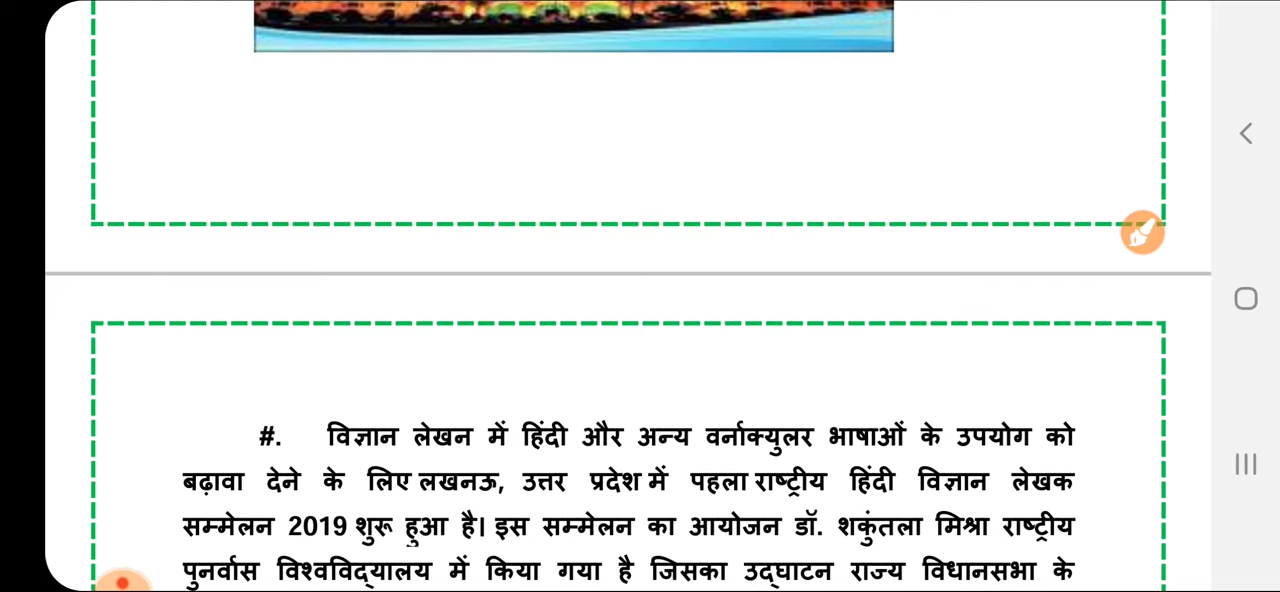 #. विज्ञान लेखन में हिंदी और अन्य वर्नाक्युलर भाषाओं के उपयोग को
बढ़ावा देने के लिए लखनऊ, उत्तर प्रदेश में पहला राष्ट्रीय हिंदी विज्ञान लेखक
सम्मेलन 2019 शुरू हुआ है। इस सम्मेलन का आयोजन डॉ. शकुंतला मिश्रा राष्ट्रीय
पुनर्वास विश्वविद्यालय में किया गया है जिसका उद्घाटन राज्य विधानसभा के